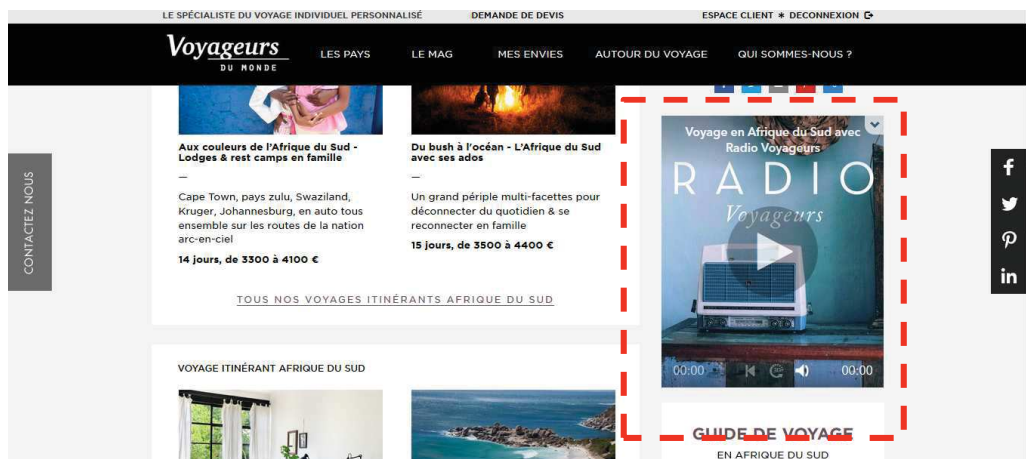 LE SPÉCIALISTE DU VOYAGE INDIVIDUEL PERSONNALISÉ
DEMANDE DE DEVIS
ESPACE CLIENT * DECONNEXION
Voyageurs
DU MONDE
LES PAYS
LE MAG
MES ENVIES
AUTOUR DU VOYAGE
QUI SOMMES-NOUS ?
CONTACTEZ NOUS
Aux couleurs de l'Afrique du Sud -
Lodges & rest camps en famille
—
Cape Town, pays zulu, Swaziland,
Kruger, Johannesburg, en auto tous
ensemble sur les routes de la nation
arc-en-ciel
14 jours, de 3300 à 4100 €
Du bush à l'océan - L'Afrique du Sud
avec ses ados
—
Un grand périple multi-facettes pour
déconnecter du quotidien & se
reconnecter en famille
15 jours, de 3500 à 4400 €
TOUS NOS VOYAGES ITINÉRANTS AFRIQUE DU SUD
VOYAGE ITINÉRANT AFRIQUE DU SUD
Voyage en Afrique du Sud avec
Radio Voyageurs
RADIO
Voyageurs
00:00
00:00
GUIDE DE VOYAGE
EN AFRIQUE DU SUD